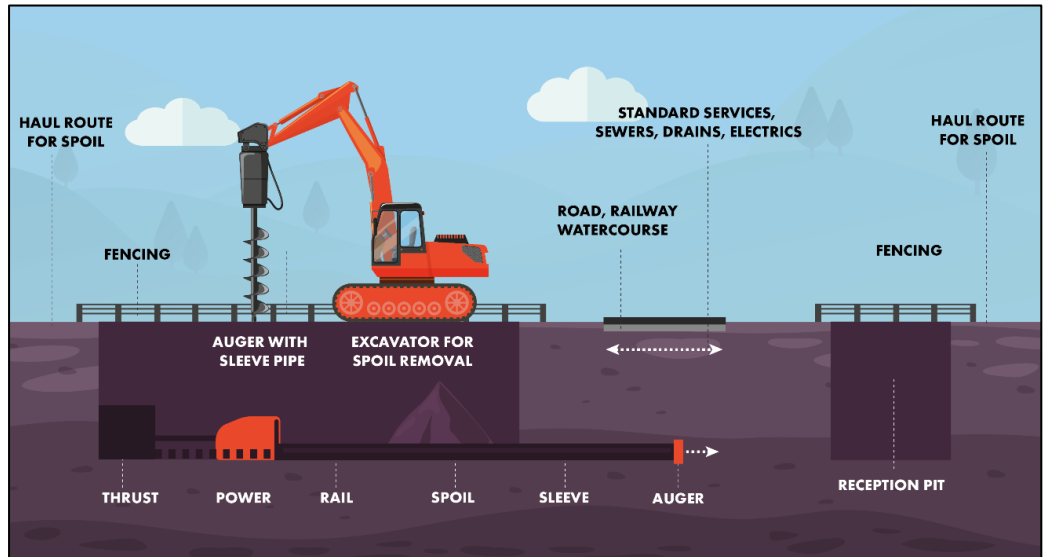 HAUL ROUTE
FOR SPOIL
STANDARD SERVICES,
SEWERS, DRAINS, ELECTRICS
HAUL ROUTE
FOR SPOIL
ROAD, RAILWAY
WATERCOURSE
FENCING
FENCING
AUGER WITH
SLEEVE PIPE
EXCAVATOR FOR
SPOIL REMOVAL
THRUST
POWER
RAIL
SPOIL
SLEEVE
AUGER
RECEPTION PIT